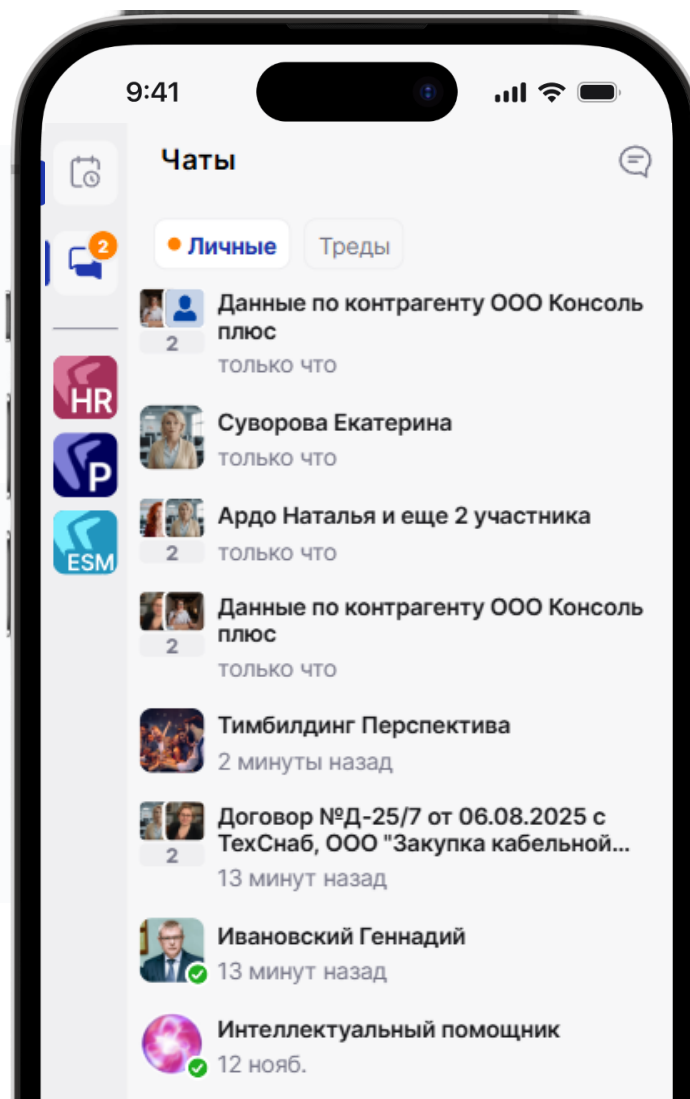 9:41
Чаты
2
Личные
Треды
Данные по контрагенту ООО Консоль
плюс
2
только что
HR
Суворова Екатерина
только что
P
Ардо Наталья и еще 2 участника
2
только что
ESM
Данные по контрагенту ООО Консоль
плюс
2
только что
Тимбилдинг Перспектива
2 минуты назад
Договор №Д-25/7 от 06.08.2025 с
ТехСнаб, ООО "Закупка кабельной...
2
13 минут назад
Ивановский Геннадий
13 минут назад
Интеллектуальный помощник
12 нояб.